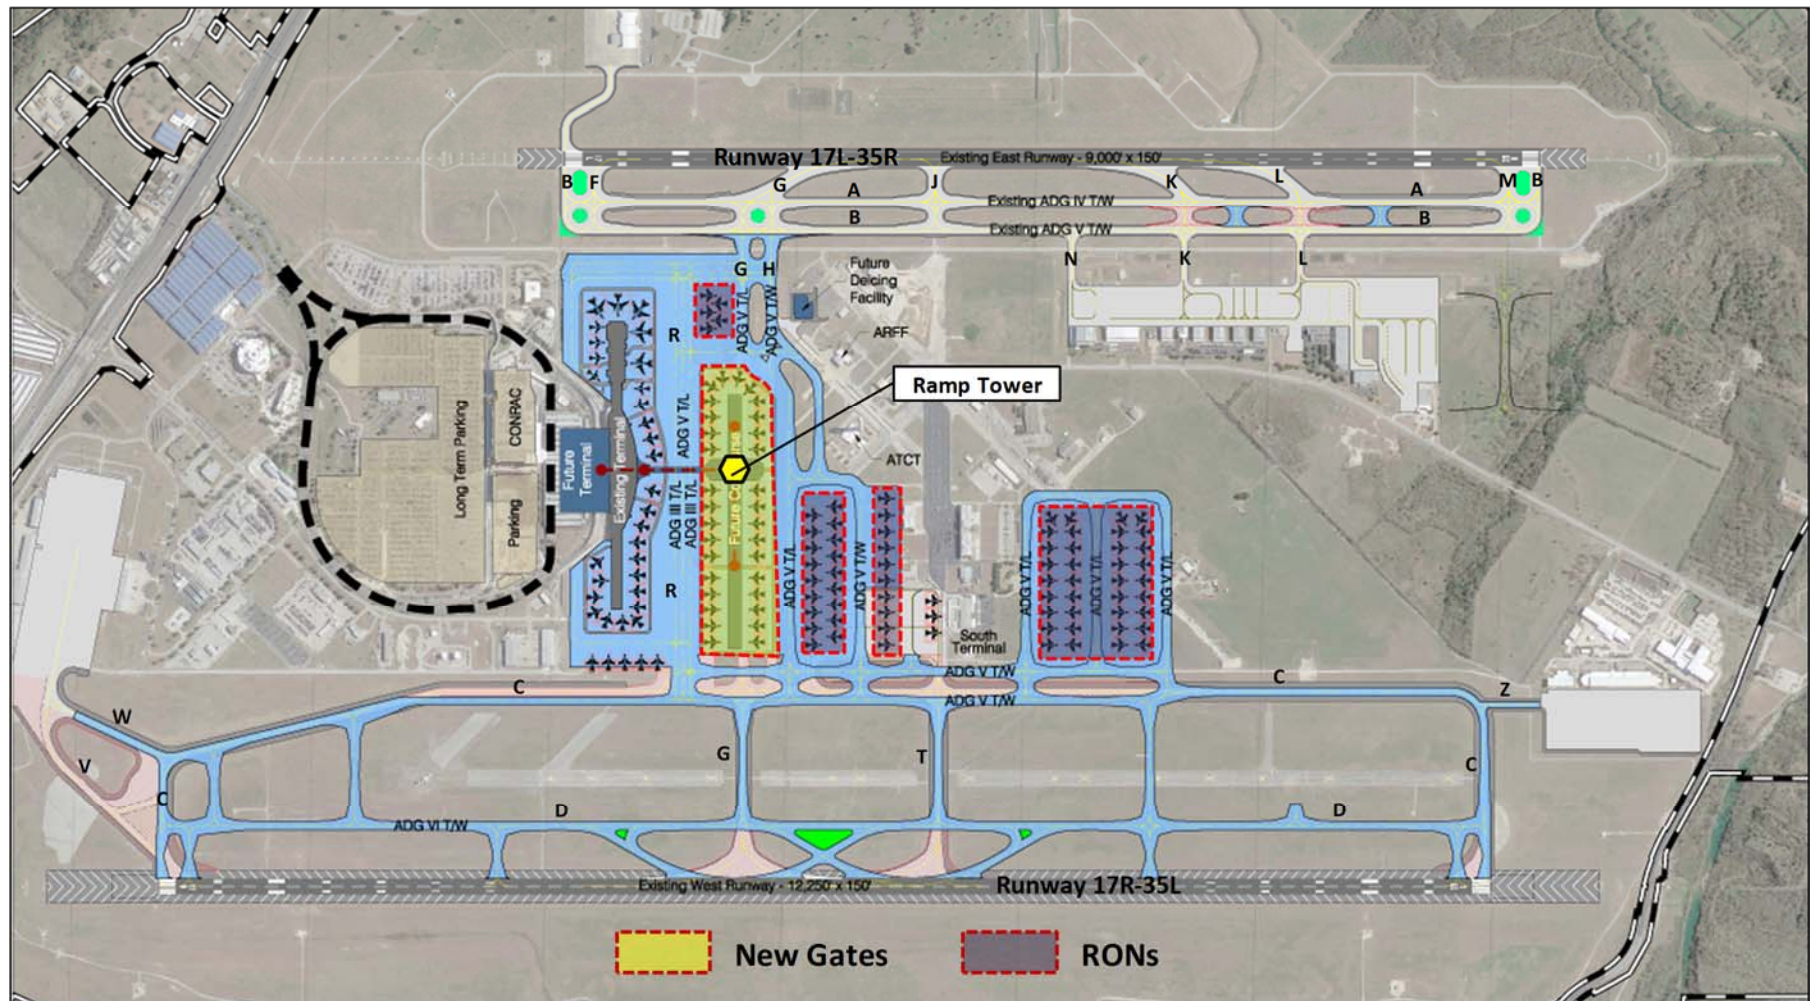 Runway 17L-35R
Existing East Runway - 9,000' x 150'
B
F
G
A
J
K
L
A
M
B
Existing ADG IV T/W
B
B
Existing ADG V T/W
G
H
N
K
L
Future
Deicing
Facility
ADG V T/L
ADG V T/W
R
ARFF
Ramp Tower
Long Term Parking
CONRAC
Parking
Future
Terminal
Existing Terminal
ADG V T/L
ADG III T/L
ADG III T/L
ATCT
R
ADG V T/L
ADG V T/W
ADG V T/L
ADG V T/L
ADG V T/L
South
Terminal
ADG V T/W
C
C
Z
ADG V T/W
W
V
G
T
C
C
D
D
ADG VI T/W
Existing West Runway - 12,250' x 150'
Runway 17R-35L
New Gates
RONs